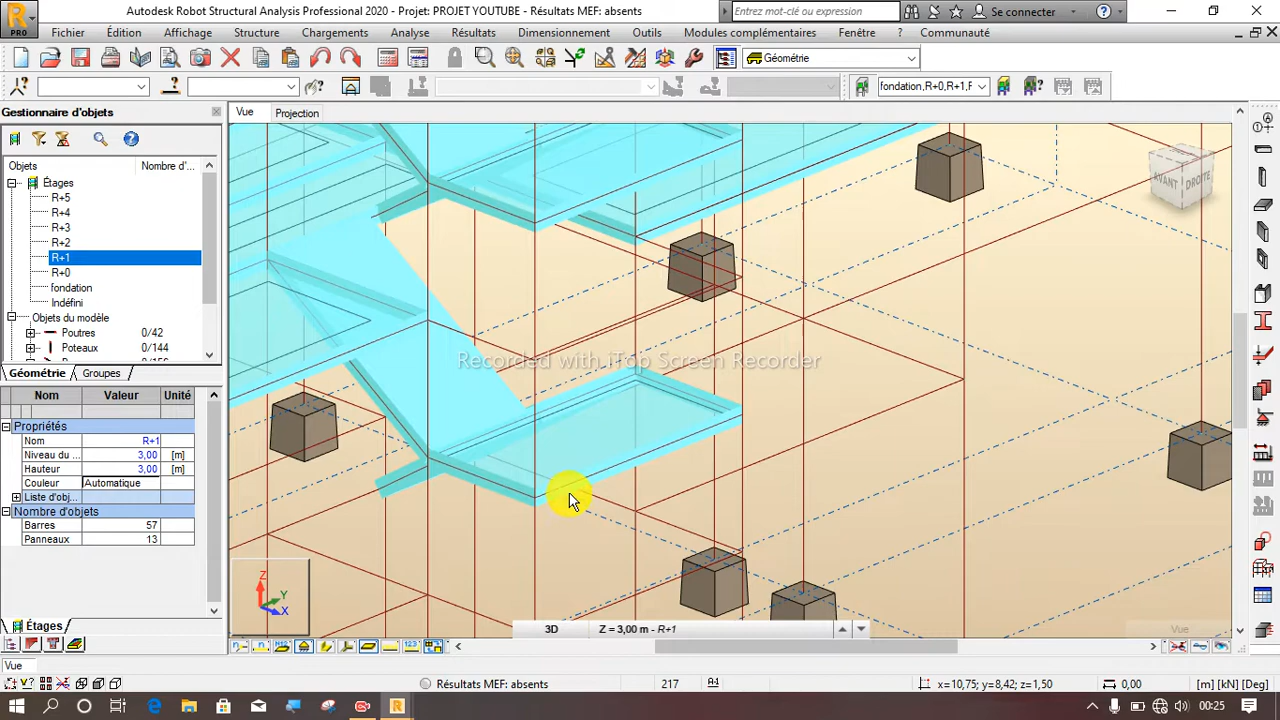 Autodesk Robot Structural Analysis Professional 2020 - Projet: PROJET YOUTUBE - Résultats MEF: absents
Entrez mot-clé ou expression
Se connecter
PRO
Fichier Édition Affichage Structure Chargements Analyse Résultats Dimensionnement Outils Modules complémentaires Fenêtre ? Communauté
Géométrie
fondation,R+0,R+1,F
Gestionnaire d'objets
Vue Projection
Objets Nombre d'...
Étages
R+5
R+4
R+3
R+2
R+1
R+0
fondation
Indéfini
Objets du modèle
Poutres 0/42
Poteaux 0/144
Géométrie Groupes
Nom Valeur Unité
Propriétés
Nom R+1
Niveau du ... 3,00 [m]
Hauteur 3,00 [m]
Couleur Automatique
Liste d'obj...
Nombre d'objets
Barres 57
Panneaux 13
Étages
AVANT DROITE
Recorded with iTop Screen Recorder
Z Y X
3D Z = 3,00 m - R+1
Vue
Vue
Résultats MEF: absents 217 x=10,75; y=8,42; z=1,50 0,00 [m] [kN] [Deg]
00:25